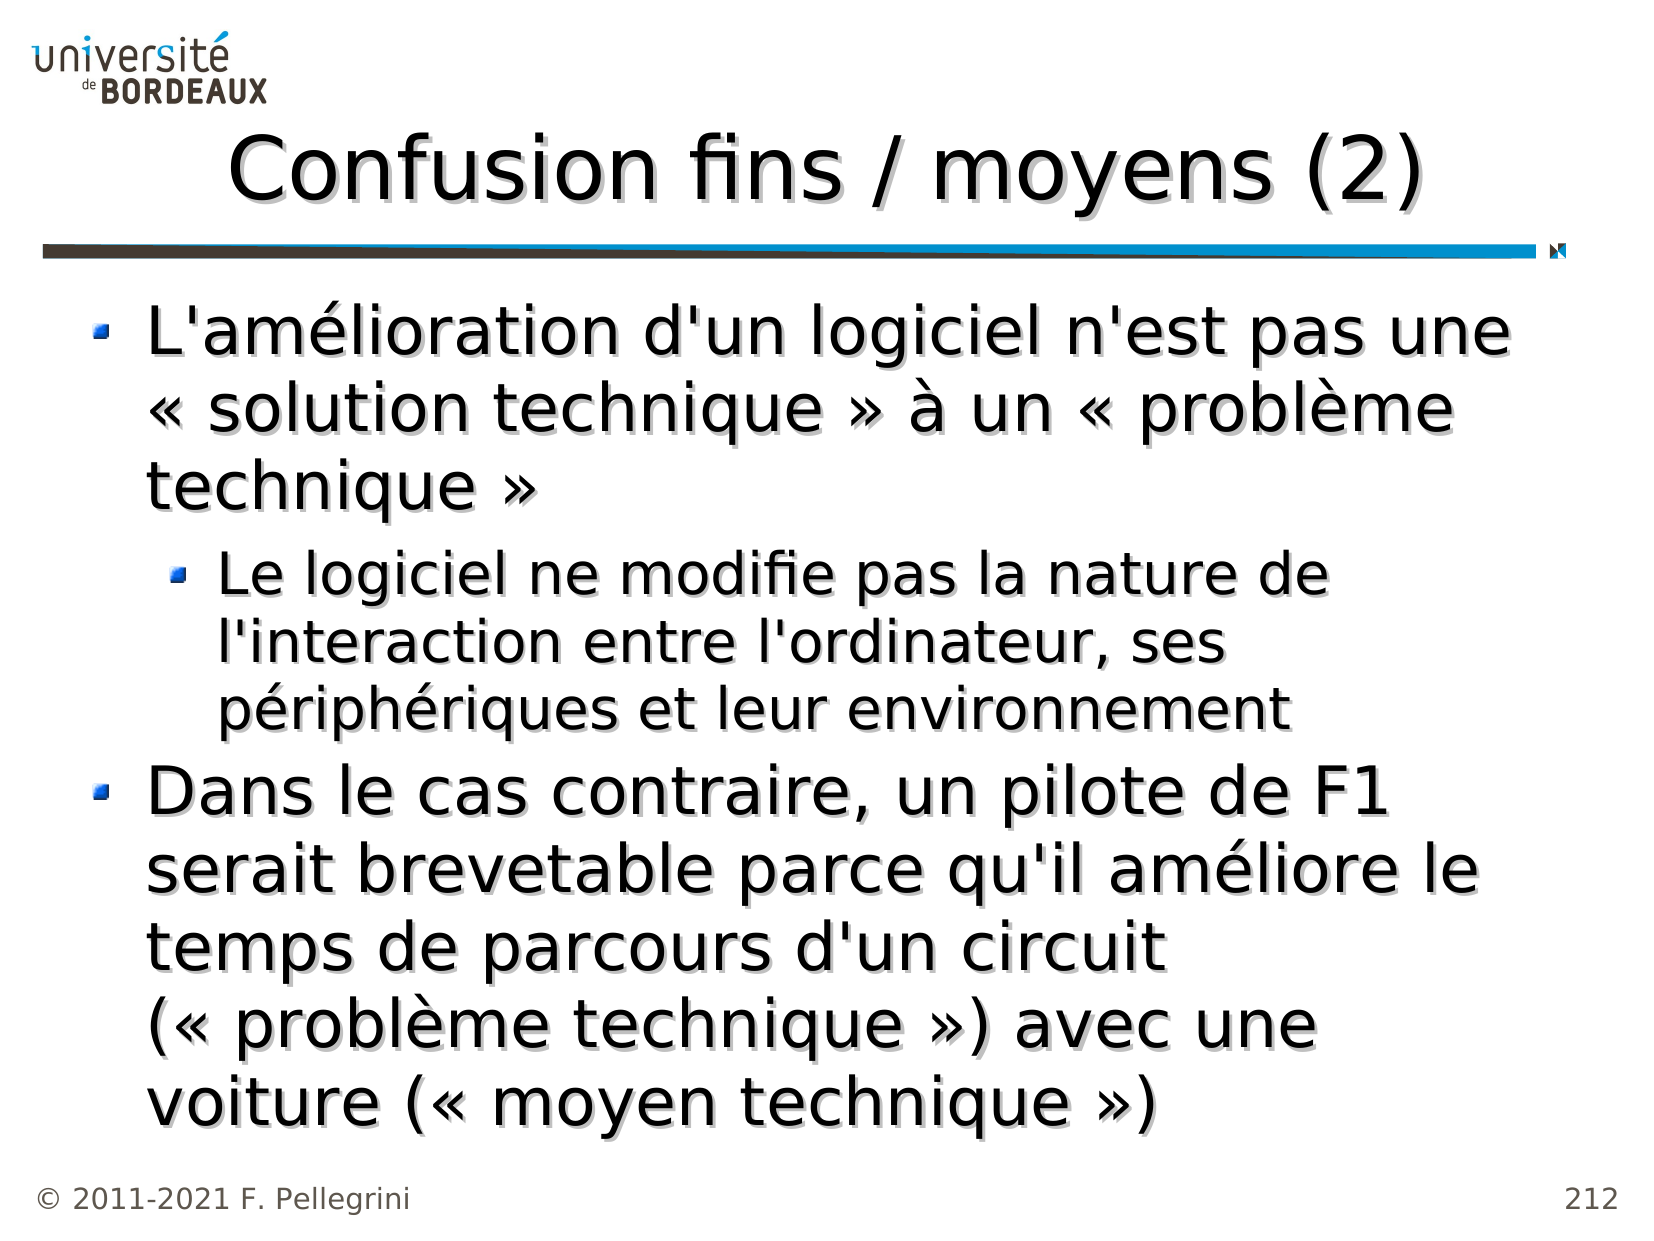 université
de BORDEAUX
Confusion fins / moyens (2)
L'amélioration d'un logiciel n'est pas une
« solution technique » à un « problème
technique »
Le logiciel ne modifie pas la nature de
l'interaction entre l'ordinateur, ses
périphériques et leur environnement
Dans le cas contraire, un pilote de F1
serait brevetable parce qu'il améliore le
temps de parcours d'un circuit
(« problème technique ») avec une
voiture (« moyen technique »)
© 2011-2021 F. Pellegrini
212